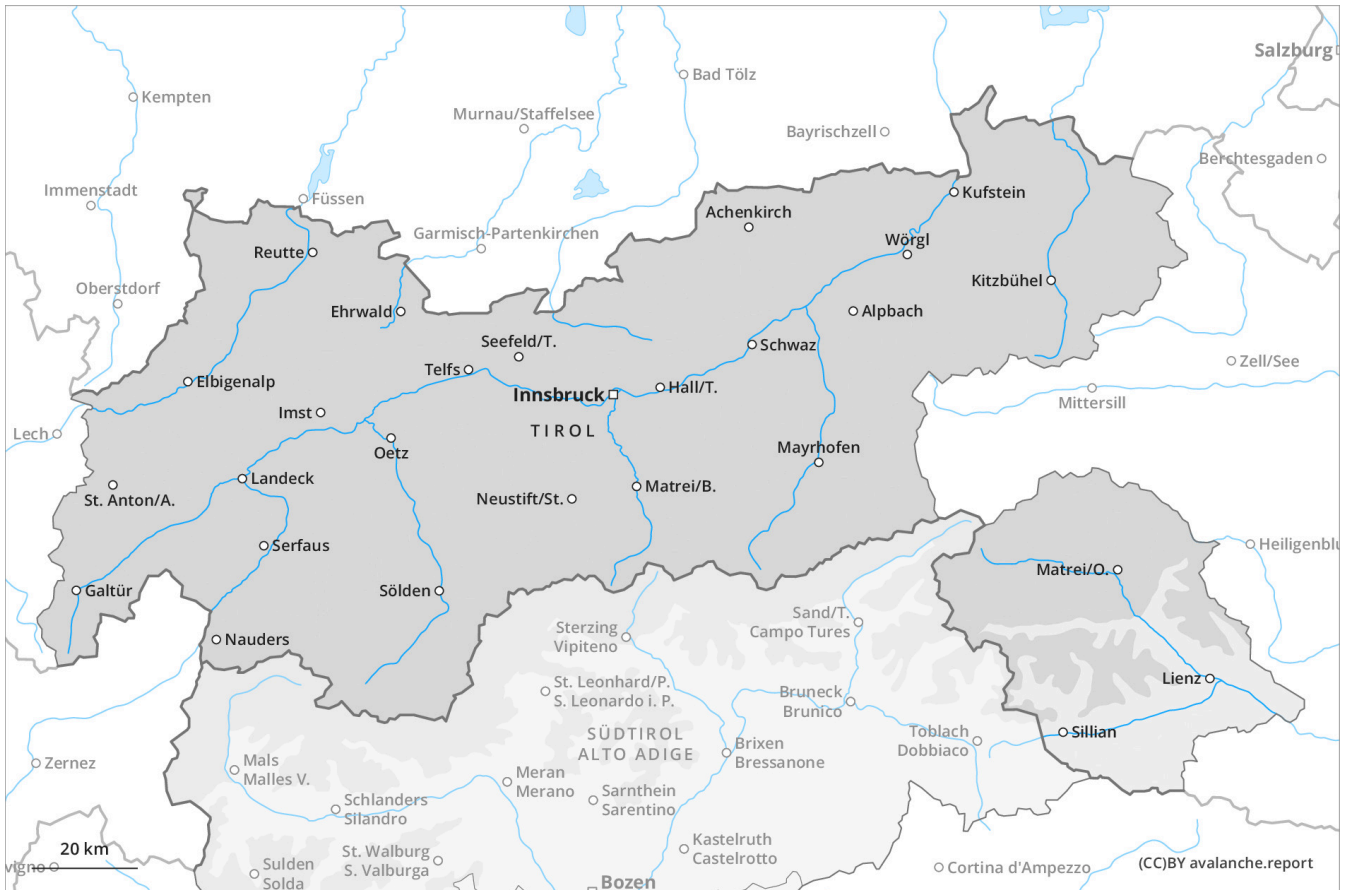 Salzburg
Bad Tölz
Kempten
Murnau/Staffelsee
Bayrischzell
Berchtesgaden
Immenstadt
Füssen
Kufstein
Achenkirch
Garmisch-Partenkirchen
Wörgl
Reutte
Kitzbühel
Oberstdorf
Ehrwald
Alpbach
Seefeld/T.
Schwaz
Zell/See
Telfs
Elbigenalp
Hall/T.
Innsbruck
Mittersill
Imst
TIROL
Lech
Oetz
Mayrhofen
Landeck
Matrei/B.
St. Anton/A.
Neustift/St.
Serfaus
Heiligenblu
Matrei/O.
Galtür
Sölden
Sand/T.
Campo Tures
Nauders
Sterzing
Vipiteno
Lienz
St. Leonhard/P.
S. Leonardo i. P.
Bruneck
Brunico
SÜDTIROL
ALTO ADIGE
Toblach
Dobbiaco
Sillian
Brixen
Bressanone
Zernez
Mals
Malles V.
Meran
Merano
Sarnthein
Sarentino
Schlanders
Silandro
Kastelruth
Castelrotto
20 km
St. Walburg
S. Valburga
vigno
Sulden
Solda
Cortina d'Ampezzo
(CC)BY avalanche.report
Bozen